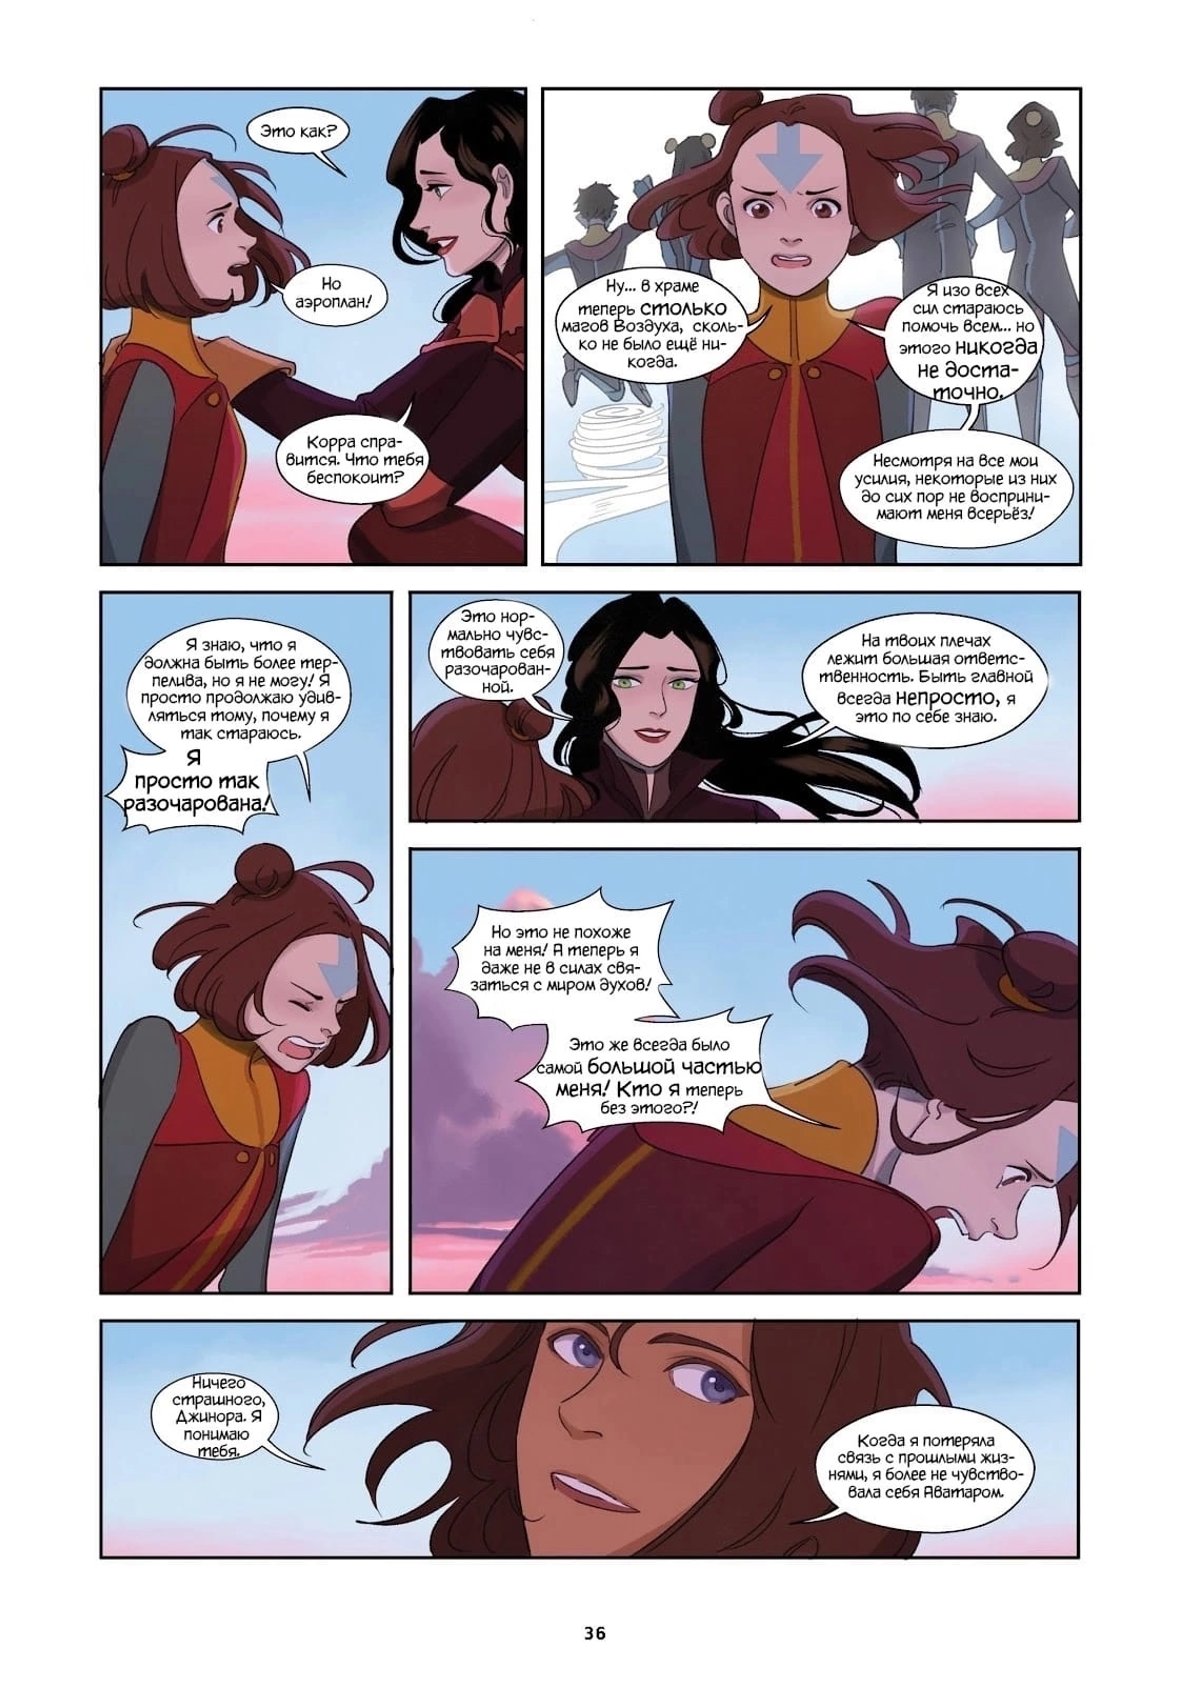 Это как?
Но
аэроплан!
Корра спра-
вится. Что тебя
беспокоит?
Ну... в храме
теперь столько
магов Воздуха, сколь-
ко не было ещё ни-
когда.
Я изо всех
сил стараюсь
помочь всем... но
этого никогда
не доста-
точно.
Несмотря на все мои
усилия, некоторые из них
до сих пор не восприни-
мают меня всерьёз!
Я знаю, что я
должна быть более тер-
пелива, но я не могу! Я
просто продолжаю удив-
ляться тому, почему я
так стараюсь.
Я
просто так
разочарована!
Это нор-
мально чувс-
твовать себя
разочарован-
ной.
На твоих плечах
лежит большая ответс-
твенность. Быть главной
всегда непросто, я
это по себе знаю.
Но это не похоже
на меня! А теперь я
даже не в силах свя-
заться с миром духов!
Это же всегда было
самой большой частью
меня! Кто я теперь
без этого?!
Ничего
страшного,
Джинора. Я
понимаю
тебя.
Когда я потеряла
связь с прошлыми жиз-
нями, я более не чувство-
вала себя Аватаром.
36